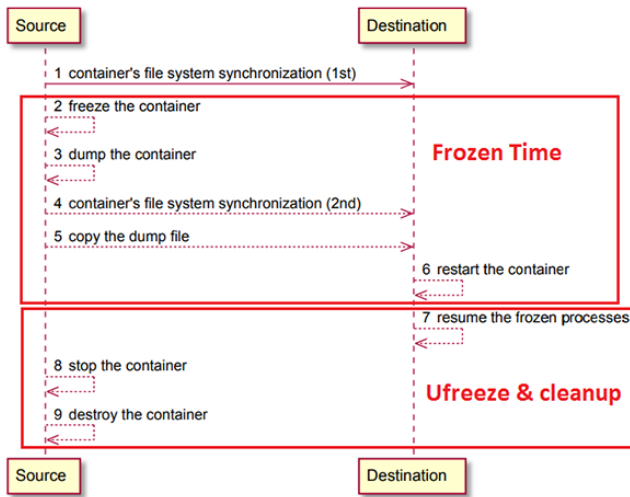 Source
Destination
1 container's file system synchronization (1st)
2 freeze the container
Frozen Time
3 dump the container
4 container's file system synchronization (2nd)
5 copy the dump file
6 restart the container
7 resume the frozen processes
8 stop the container
Ufreeze & cleanup
9 destroy the container
Source
Destination